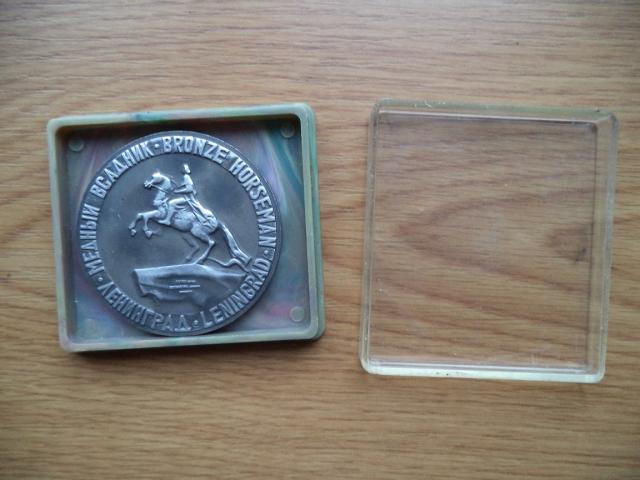 МЕДНЫЙ ВСАДНИК · BRONZE HORSEMAN ·
ЛЕНИНГРАД · LENINGRAD ·